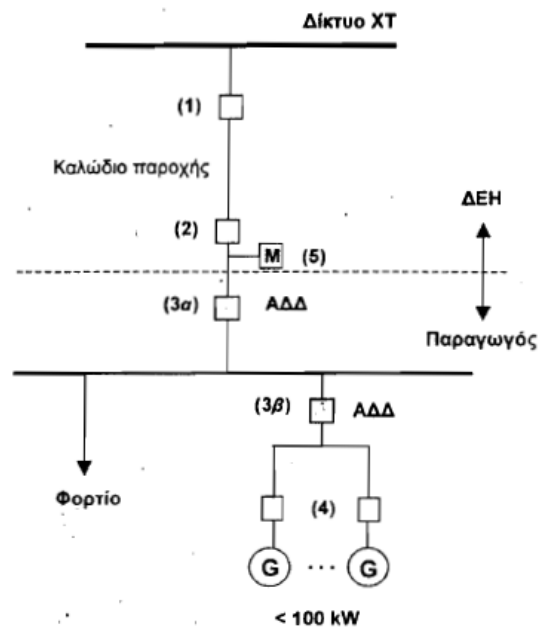 Δίκτυο ΧΤ
(1)
Καλώδιο παροχής
ΔΕΗ
(2)
M (5)
(3α) ΑΔΔ
Παραγωγός
(3β) ΑΔΔ
Φορτίο
(4)
G ... G
< 100 kW